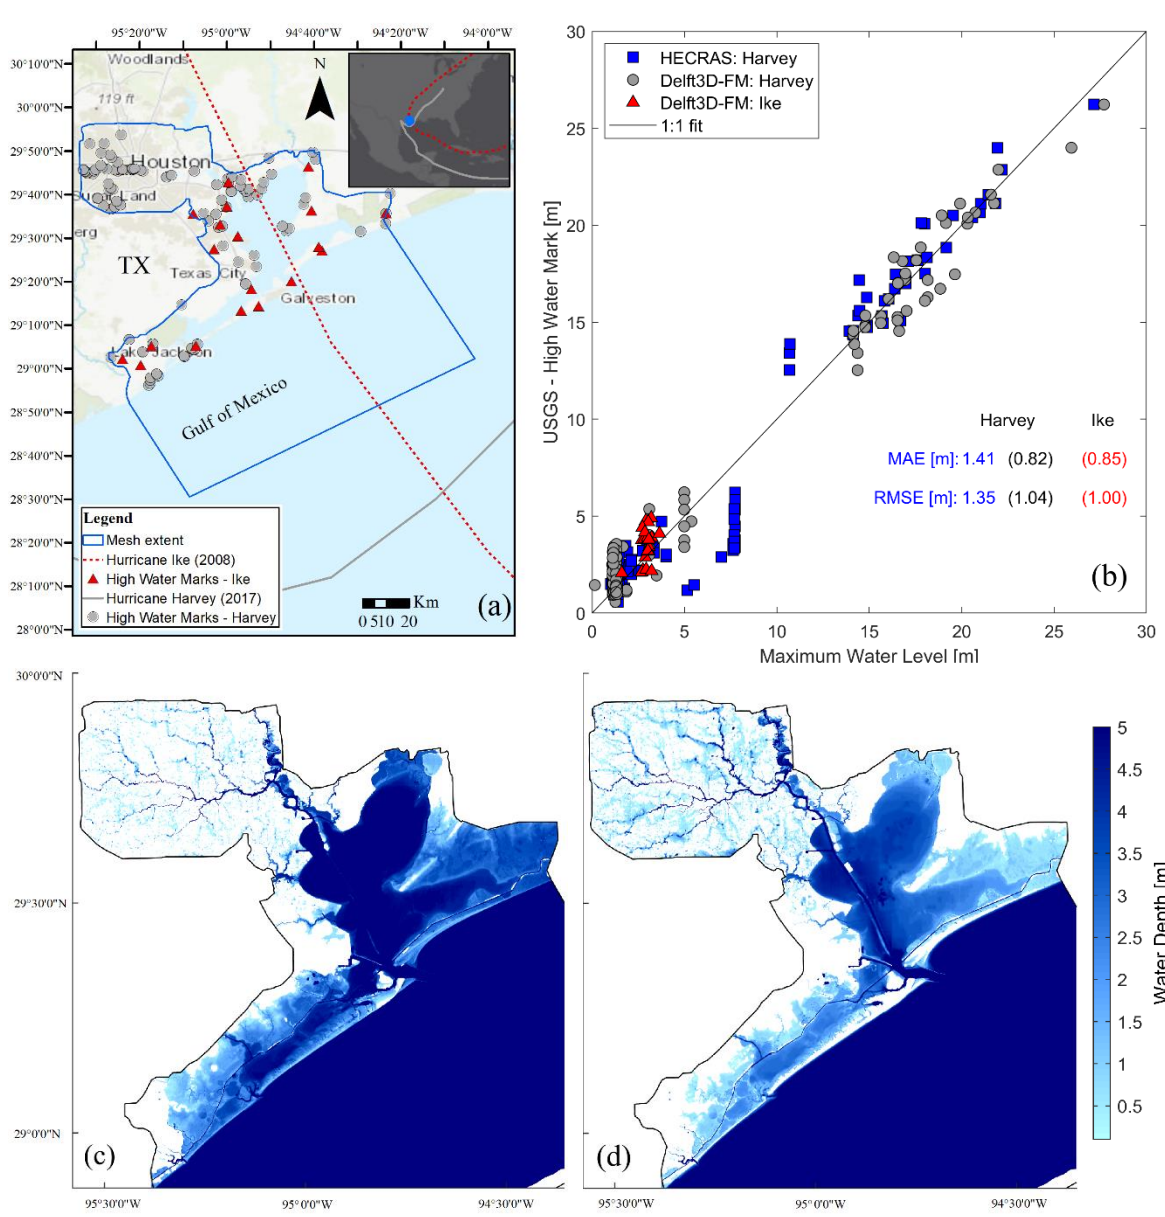 95°20'0"W 95°0'0"W 94°40'0"W 94°20'0"W 94°0'0"W
30°10'0"N
30°0'0"N
29°50'0"N
29°40'0"N
29°30'0"N
29°20'0"N
29°10'0"N
29°0'0"N
28°50'0"N
28°40'0"N
28°30'0"N
28°20'0"N
28°10'0"N
28°0'0"N
Woodlands
N
119 ft
Houston
Sugar Land
erg
TX
Texas City
Galveston
Lake Jackson
Gulf of Mexico
Legend
Mesh extent
Hurricane Ike (2008)
High Water Marks - Ike
Hurricane Harvey (2017)
High Water Marks - Harvey
Km
0 5 10 20
(a)
HECRAS: Harvey
Delft3D-FM: Harvey
Delft3D-FM: Ike
1:1 fit
USGS - High Water Mark [m]
30
25
20
15
10
5
0
Harvey Ike
MAE [m]: 1.41 (0.82) (0.85)
RMSE [m]: 1.35 (1.04) (1.00)
(b)
0 5 10 15 20 25 30
Maximum Water Level [m]
30°0'0"N
29°30'0"N
29°0'0"N
(c)
95°30'0"W 95°0'0"W 94°30'0"W
(d)
95°30'0"W 95°0'0"W 94°30'0"W
5
4.5
4
3.5
3
2.5
2
1.5
1
0.5
Water Depth [m]